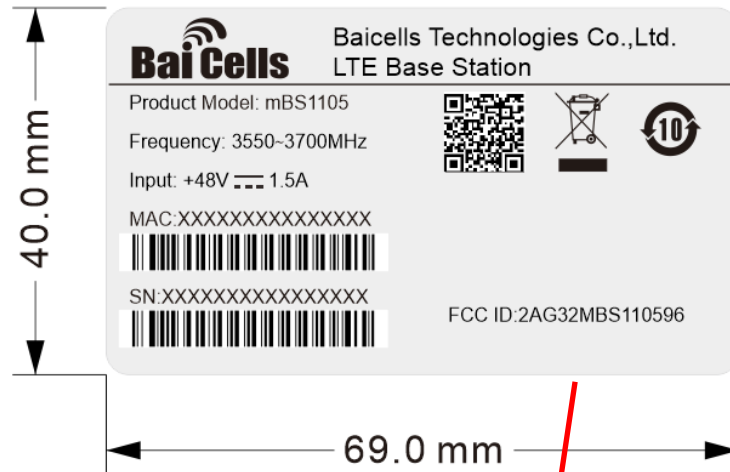 BaiCells
Baicells Technologies Co.,Ltd.
LTE Base Station
Product Model: mBS1105
Frequency: 3550~3700MHz
Input: +48V 1.5A
10
MAC:XXXXXXXXXXXXXXX
SN:XXXXXXXXXXXXXXXX
FCC ID:2AG32MBS110596
40.0 mm
69.0 mm